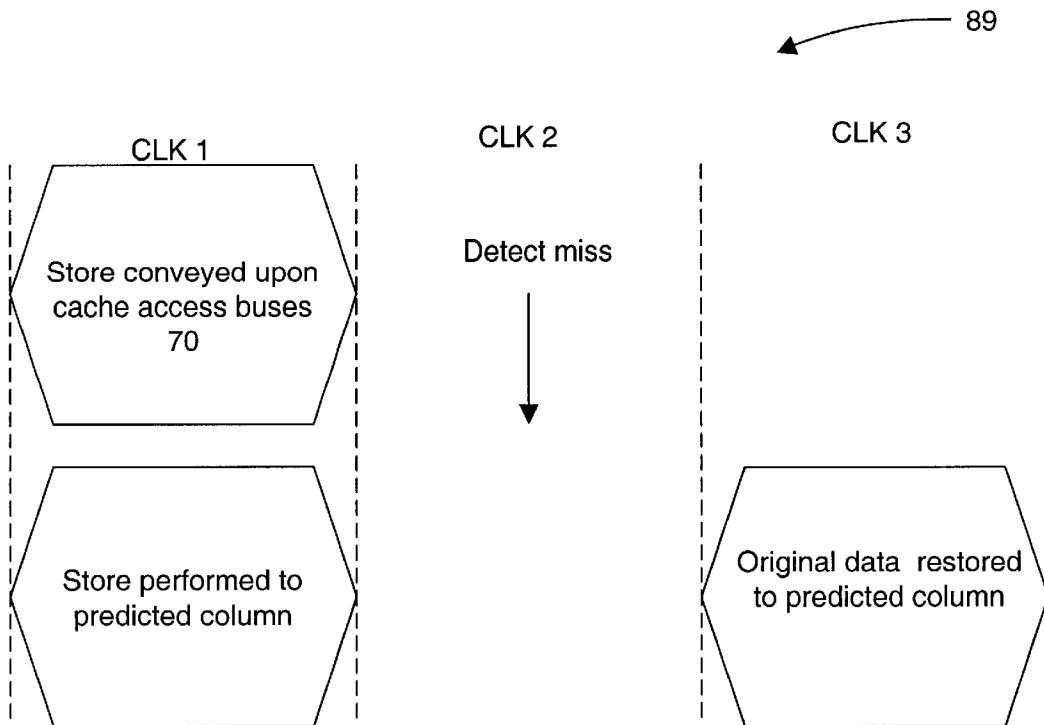 89
CLK 1
CLK 2
CLK 3
Store conveyed upon
cache access buses
70
Detect miss
Store performed to
predicted column
Original data restored
to predicted column